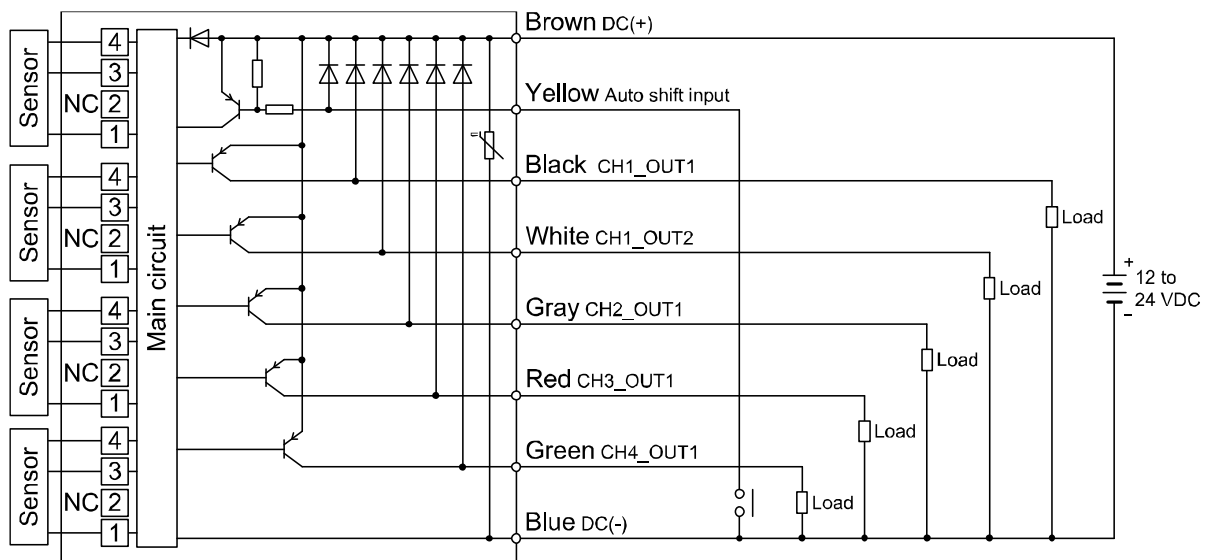 Sensor
4
3
NC 2
1
Sensor
4
3
NC 2
1
Sensor
4
3
NC 2
1
Sensor
4
3
NC 2
1
Main circuit
Brown DC(+)
Yellow Auto shift input
Black CH1_OUT1
White CH1_OUT2
Gray CH2_OUT1
Red CH3_OUT1
Green CH4_OUT1
Blue DC(-)
Load
Load
Load
Load
Load
+
12 to
24 VDC
-